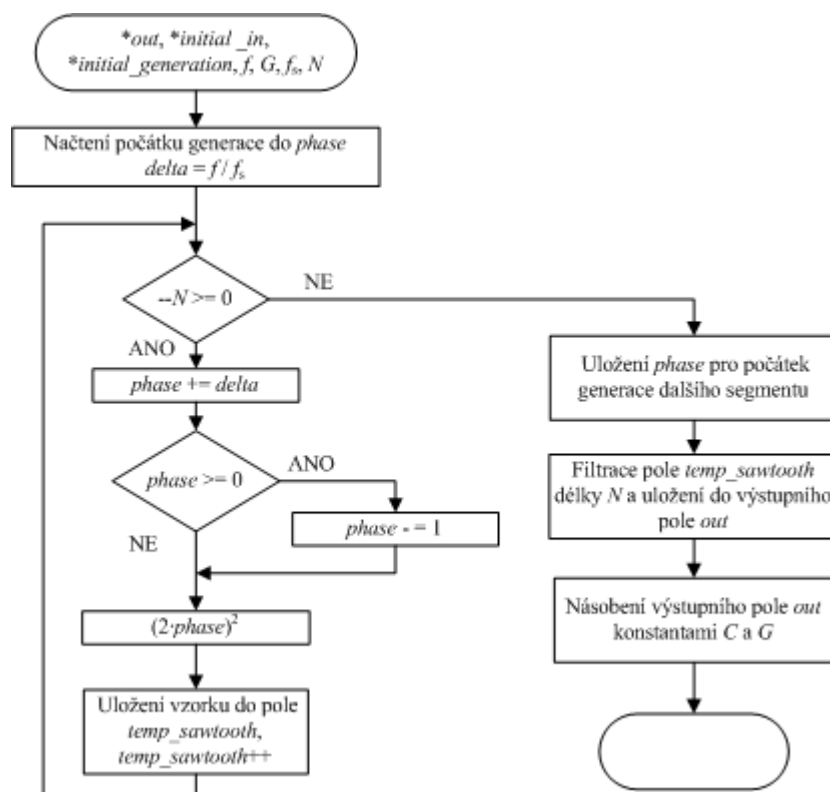 *out, *initial_in,
*initial_generation, f, G, fs, N
Načtení počátku generace do phase
delta = f / fs
--N >= 0
NE
ANO
phase += delta
phase >= 0
ANO
phase - = 1
NE
(2·phase)²
Uložení vzorku do pole
temp_sawtooth,
temp_sawtooth++
Uložení phase pro počátek
generace dalšího segmentu
Filtrace pole temp_sawtooth
délky N a uložení do výstupního
pole out
Násobení výstupního pole out
konstantami C a G